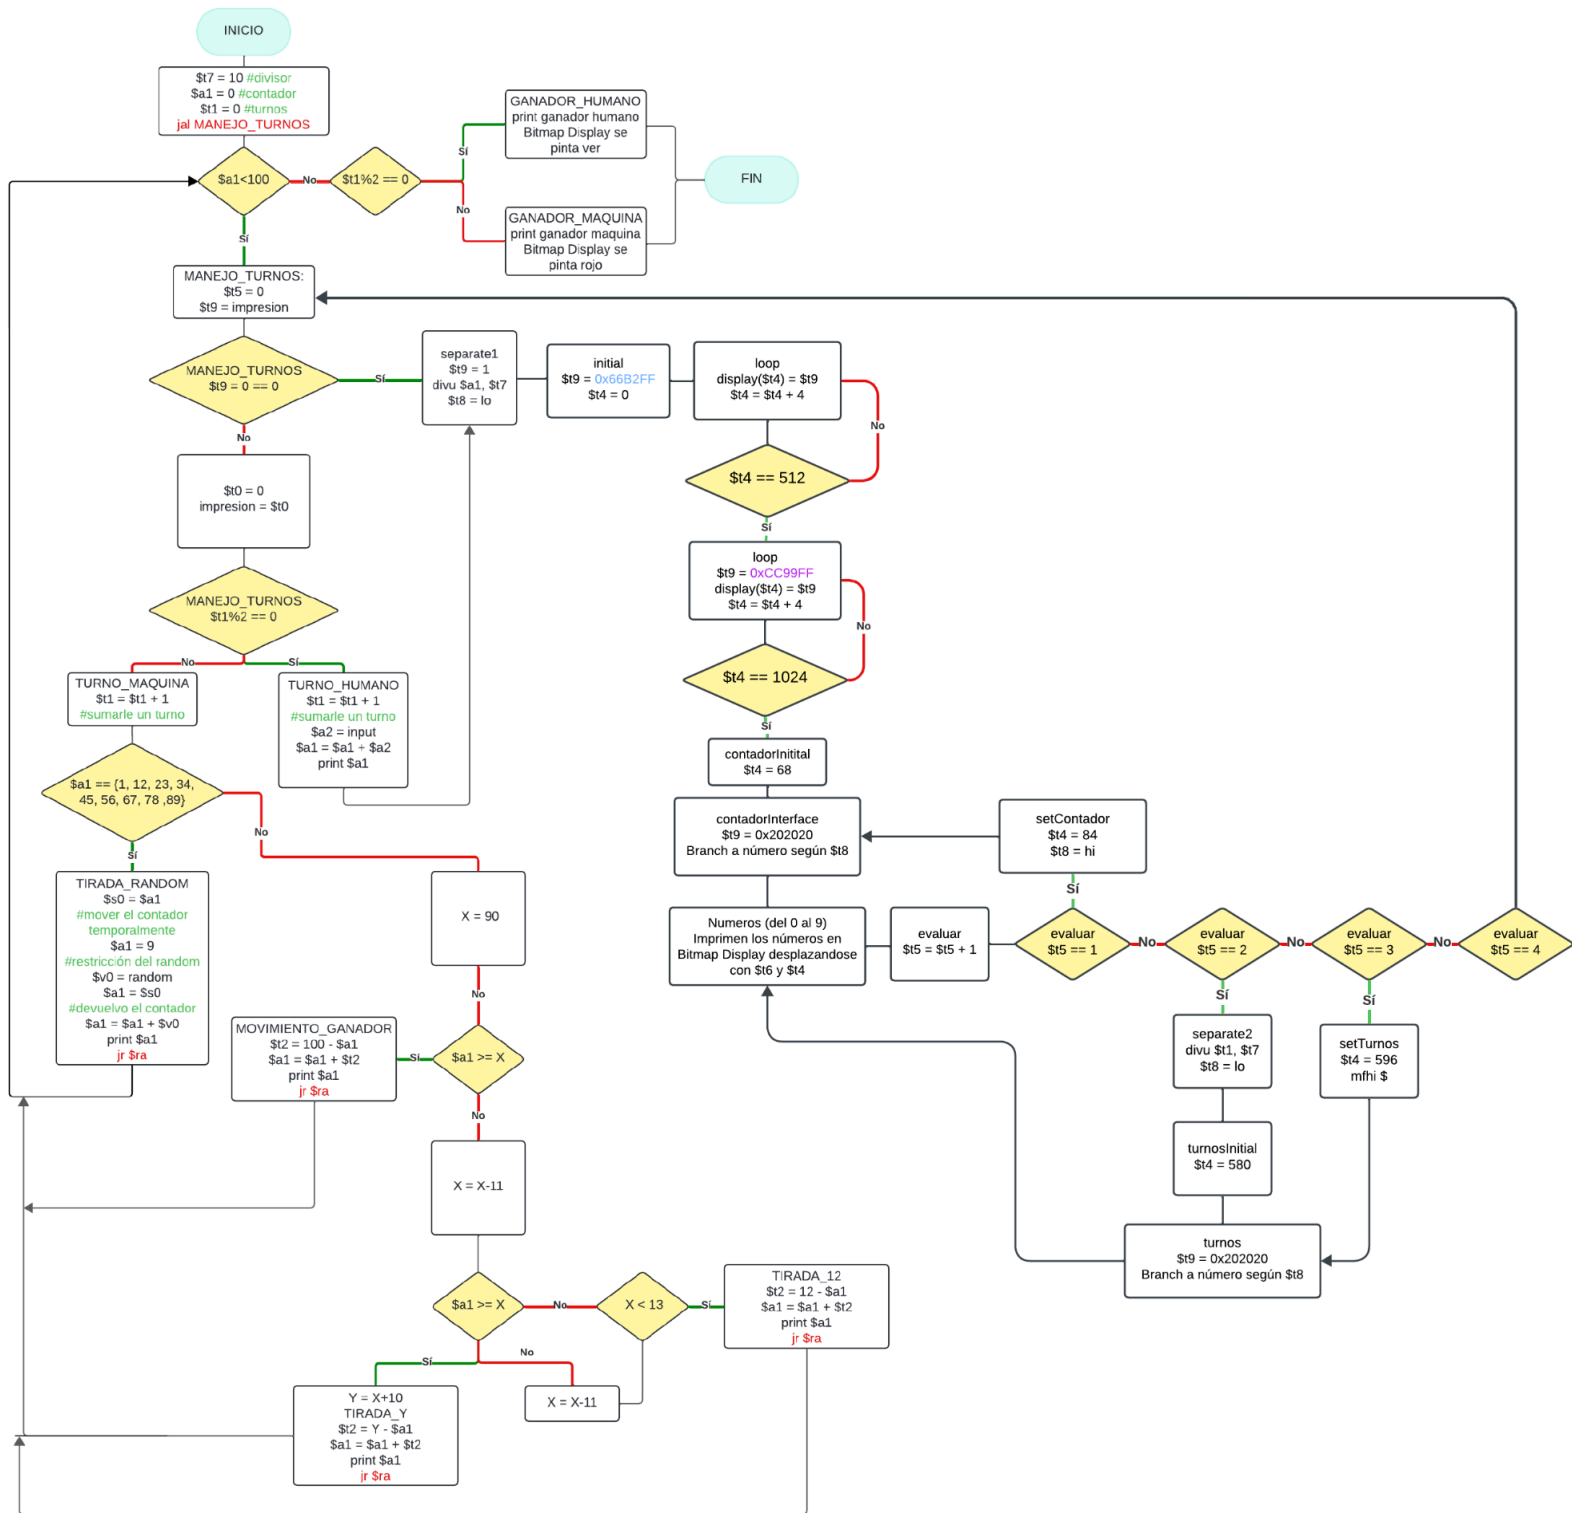 INICIO
$t7 = 10 #divisor
$a1 = 0 #contador
$t1 = 0 #turnos
jal MANEJO_TURNOS
$a1<100
No
$t1%2 == 0
Sí
No
GANADOR_HUMANO
print ganador humano
Bitmap Display se
pinta ver
GANADOR_MAQUINA
print ganador maquina
Bitmap Display se
pinta rojo
FIN
Sí
MANEJO_TURNOS:
$t5 = 0
$t9 = impresion
MANEJO_TURNOS
$t9 = 0 == 0
Sí
No
separate1
$t9 = 1
divu $a1, $t7
$t8 = lo
initial
$t9 = 0x66B2FF
$t4 = 0
loop
display($t4) = $t9
$t4 = $t4 + 4
No
$t4 == 512
Sí
loop
$t9 = 0xCC99FF
display($t4) = $t9
$t4 = $t4 + 4
No
$t4 == 1024
Sí
contadorInitital
$t4 = 68
contadorInterface
$t9 = 0x202020
Branch a número según $t8
Numeros (del 0 al 9)
Imprimen los números en
Bitmap Display desplazandose
con $t6 y $t4
evaluar
$t5 = $t5 + 1
setContador
$t4 = 84
$t8 = hi
Sí
evaluar
$t5 == 1
No
evaluar
$t5 == 2
No
evaluar
$t5 == 3
No
evaluar
$t5 == 4
Sí
separate2
divu $t1, $t7
$t8 = lo
turnosInitial
$t4 = 580
Sí
setTurnos
$t4 = 596
mfhi $
turnos
$t9 = 0x202020
Branch a número según $t8
$t0 = 0
impresion = $t0
MANEJO_TURNOS
$t1%2 == 0
No
Sí
TURNO_MAQUINA
$t1 = $t1 + 1
#sumarle un turno
TURNO_HUMANO
$t1 = $t1 + 1
#sumarle un turno
$a2 = input
$a1 = $a1 + $a2
print $a1
$a1 == {1, 12, 23, 34,
45, 56, 67, 78 ,89}
No
Sí
TIRADA_RANDOM
$s0 = $a1
#mover el contador
temporalmente
$a1 = 9
#restricción del random
$v0 = random
$a1 = $s0
#devuelvo el contador
$a1 = $a1 + $v0
print $a1
jr $ra
X = 90
No
$a1 >= X
Sí
MOVIMIENTO_GANADOR
$t2 = 100 - $a1
$a1 = $a1 + $t2
print $a1
jr $ra
No
X = X-11
$a1 >= X
No
X < 13
Sí
TIRADA_12
$t2 = 12 - $a1
$a1 = $a1 + $t2
print $a1
jr $ra
Sí
No
Y = X+10
TIRADA_Y
$t2 = Y - $a1
$a1 = $a1 + $t2
print $a1
jr $ra
X = X-11